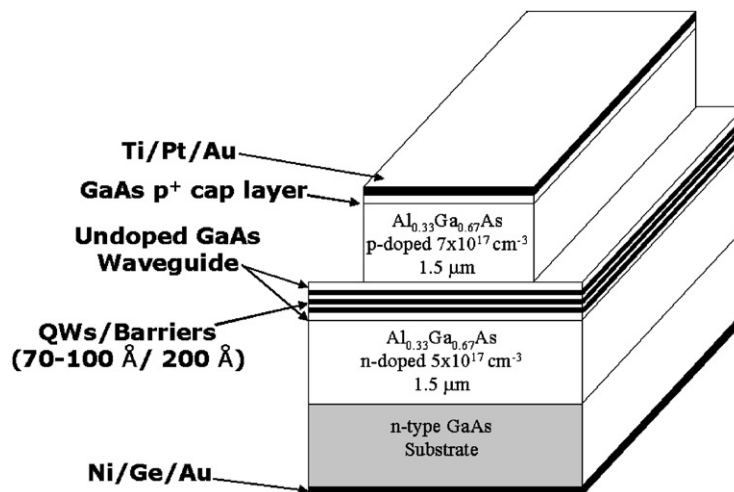 Ti/Pt/Au
GaAs p⁺ cap layer
Undoped GaAs
Waveguide
QWs/Barriers
(70-100 Å/ 200 Å)
Ni/Ge/Au
Al₀.₃₃Ga₀.₆₇As
p-doped 7x10¹⁷ cm⁻³
1.5 μm
Al₀.₃₃Ga₀.₆₇As
n-doped 5x10¹⁷ cm⁻³
1.5 μm
n-type GaAs
Substrate